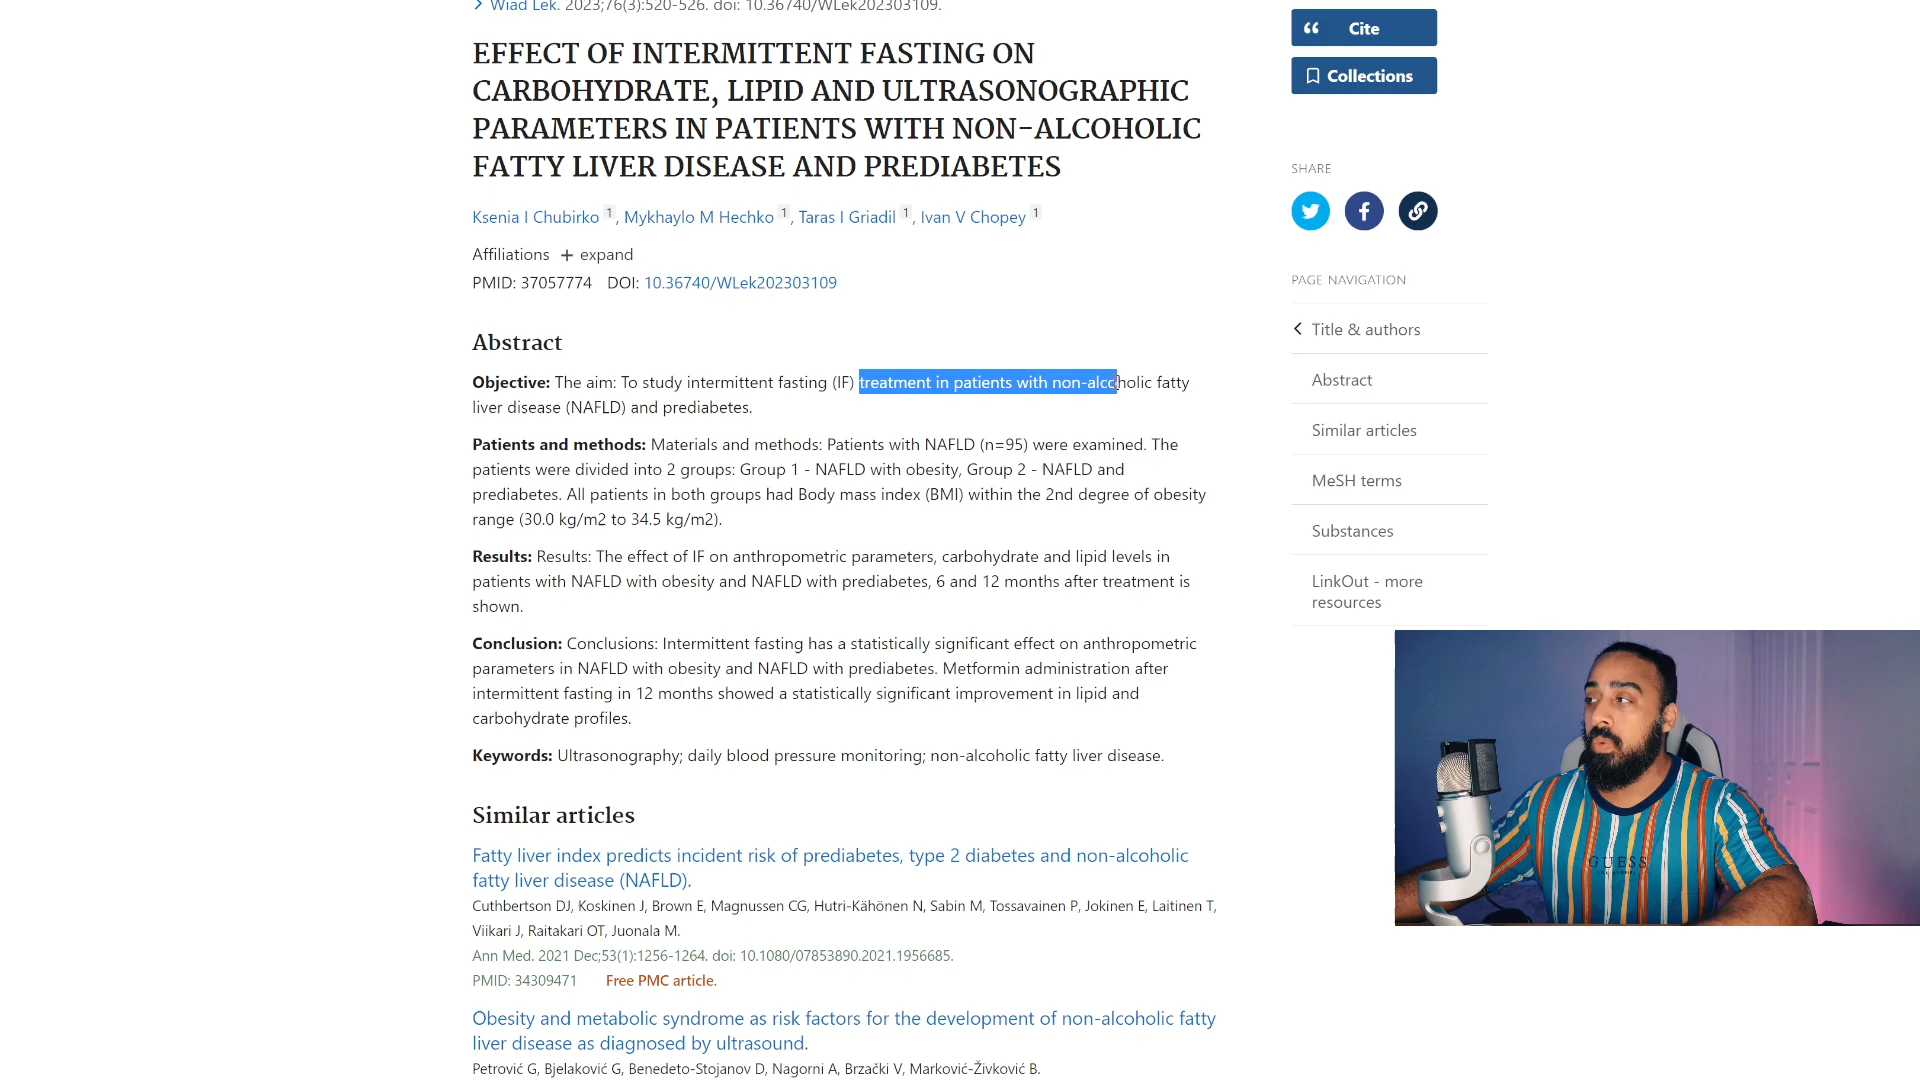 Wiad Lek. 2023;76(3):520-526. doi: 10.36740/WLek202303109.
EFFECT OF INTERMITTENT FASTING ON
CARBOHYDRATE, LIPID AND ULTRASONOGRAPHIC
PARAMETERS IN PATIENTS WITH NON-ALCOHOLIC
FATTY LIVER DISEASE AND PREDIABETES
Ksenia I Chubirko 1, Mykhaylo M Hechko 1, Taras I Griadil 1, Ivan V Chopey 1
Affiliations + expand
PMID: 37057774 DOI: 10.36740/WLek202303109
Abstract
Objective: The aim: To study intermittent fasting (IF) treatment in patients with non-alcoholic fatty
liver disease (NAFLD) and prediabetes.
Patients and methods: Materials and methods: Patients with NAFLD (n=95) were examined. The
patients were divided into 2 groups: Group 1 - NAFLD with obesity, Group 2 - NAFLD and
prediabetes. All patients in both groups had Body mass index (BMI) within the 2nd degree of obesity
range (30.0 kg/m2 to 34.5 kg/m2).
Results: Results: The effect of IF on anthropometric parameters, carbohydrate and lipid levels in
patients with NAFLD with obesity and NAFLD with prediabetes, 6 and 12 months after treatment is
shown.
Conclusion: Conclusions: Intermittent fasting has a statistically significant effect on anthropometric
parameters in NAFLD with obesity and NAFLD with prediabetes. Metformin administration after
intermittent fasting in 12 months showed a statistically significant improvement in lipid and
carbohydrate profiles.
Keywords: Ultrasonography; daily blood pressure monitoring; non-alcoholic fatty liver disease.
Similar articles
Fatty liver index predicts incident risk of prediabetes, type 2 diabetes and non-alcoholic
fatty liver disease (NAFLD).
Cuthbertson DJ, Koskinen J, Brown E, Magnussen CG, Hutri-Kähönen N, Sabin M, Tossavainen P, Jokinen E, Laitinen T,
Viikari J, Raitakari OT, Juonala M.
Ann Med. 2021 Dec;53(1):1256-1264. doi: 10.1080/07853890.2021.1956685.
PMID: 34309471 Free PMC article.
Obesity and metabolic syndrome as risk factors for the development of non-alcoholic fatty
liver disease as diagnosed by ultrasound.
Petrović G, Bjelaković G, Benedeto-Stojanov D, Nagorni A, Brzački V, Marković-Živković B.
Cite
Collections
SHARE
PAGE NAVIGATION
Title & authors
Abstract
Similar articles
MeSH terms
Substances
LinkOut - more
resources
GUESS